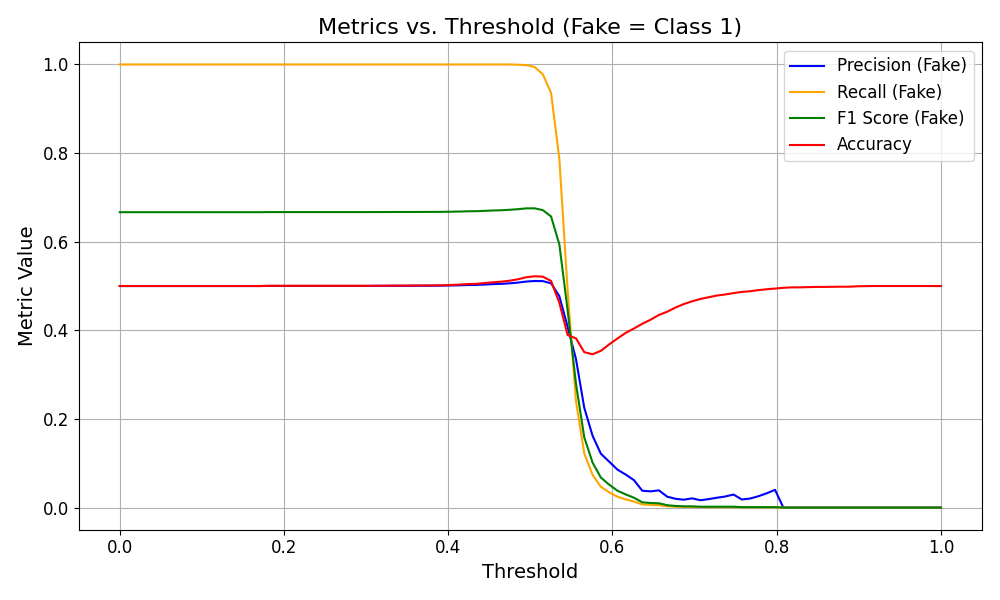 Metrics vs. Threshold (Fake = Class 1)
Metric Value
1.0
0.8
0.6
0.4
0.2
0.0
Precision (Fake)
Recall (Fake)
F1 Score (Fake)
Accuracy
0.0 0.2 0.4 0.6 0.8 1.0
Threshold